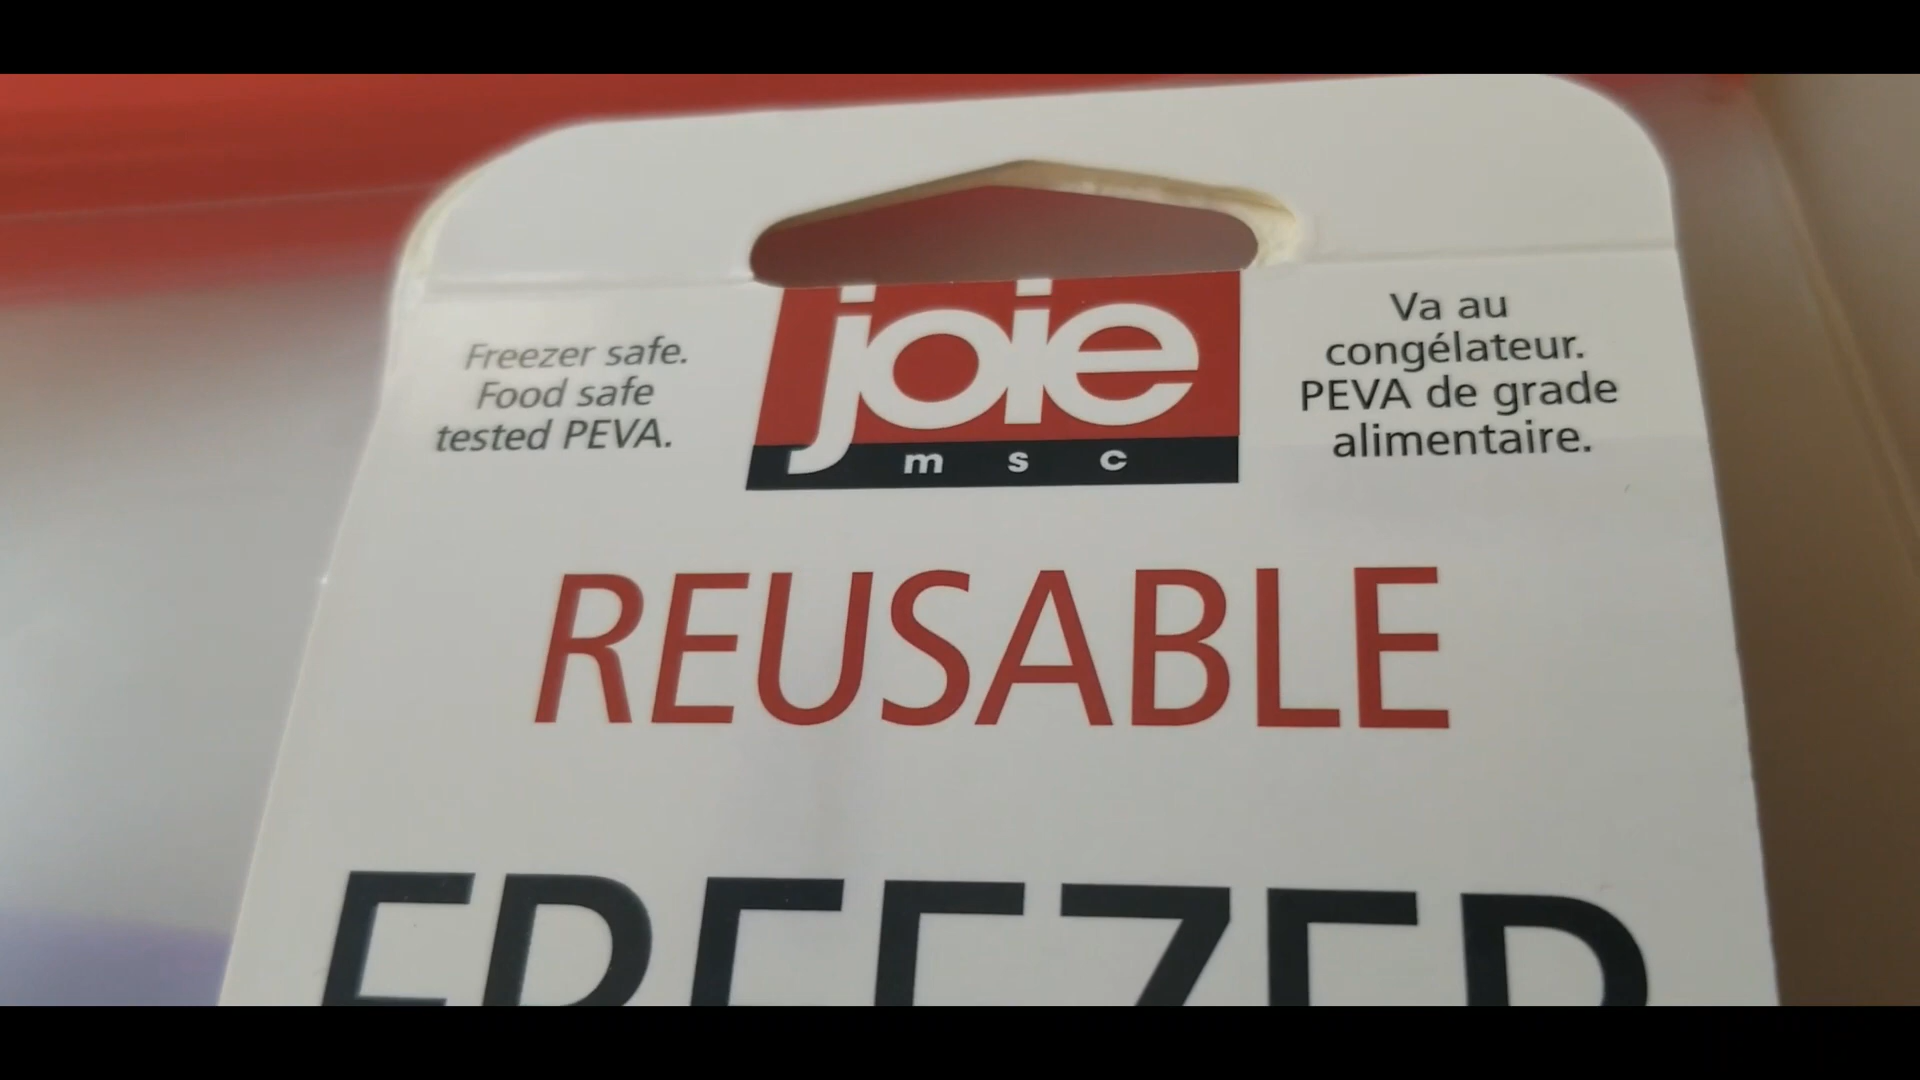 Freezer safe.
Food safe
tested PEVA.
joie
msc
Va au
congélateur.
PEVA de grade
alimentaire.
REUSABLE
FREEZER